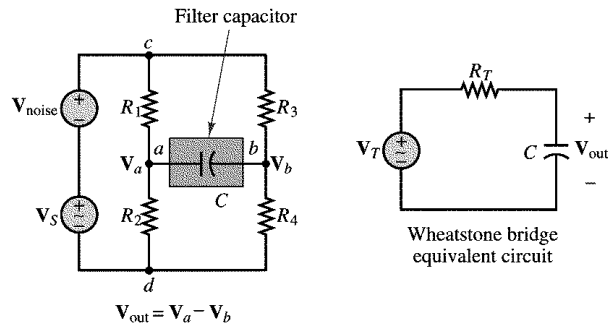 Filter capacitor
c
V_noise
+
−
R_1
R_3
a
b
V_a
V_b
C
V_S
+
−
R_2
R_4
d
V_out = V_a − V_b
R_T
V_T
+
−
C
+
V_out
−
Wheatstone bridge
equivalent circuit